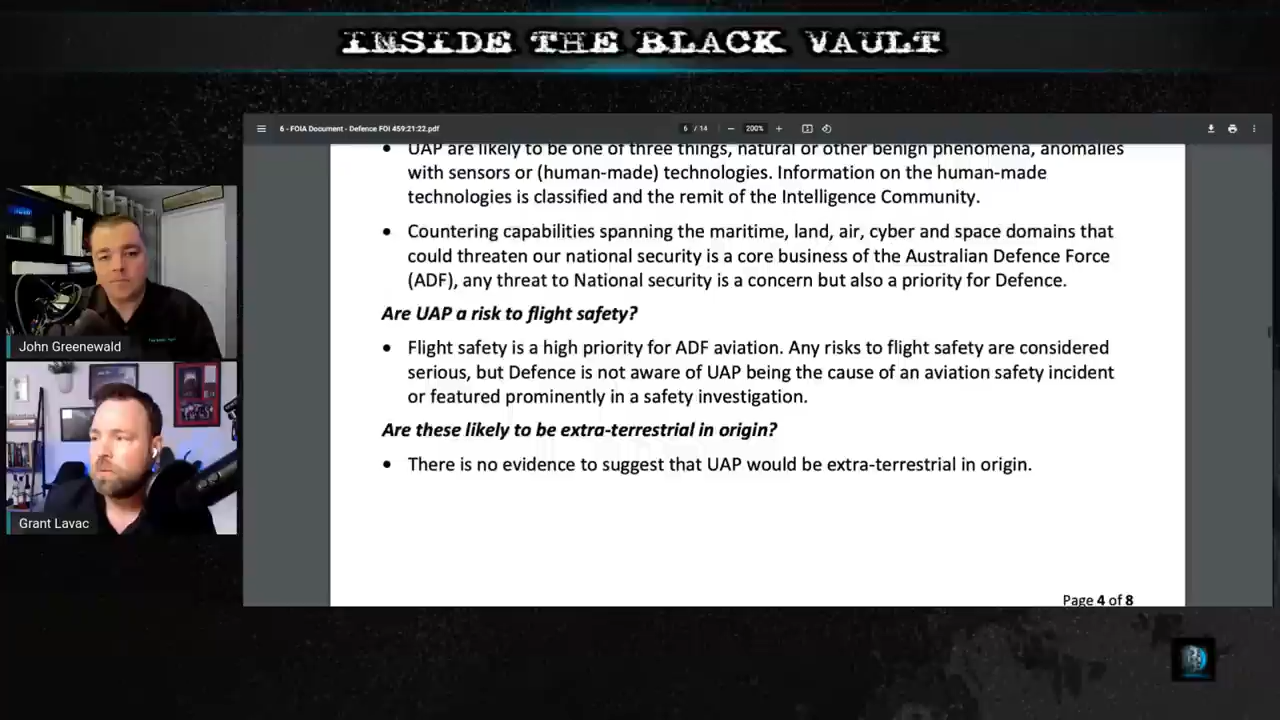 INSIDE THE BLACK VAULT
6 - FOIA Document - Defence FOI 459:21:22.pdf
6 / 14
200%
• UAP are likely to be one of three things, natural or other benign phenomena, anomalies
with sensors or (human-made) technologies. Information on the human-made
technologies is classified and the remit of the Intelligence Community.
• Countering capabilities spanning the maritime, land, air, cyber and space domains that
could threaten our national security is a core business of the Australian Defence Force
(ADF), any threat to National security is a concern but also a priority for Defence.
Are UAP a risk to flight safety?
• Flight safety is a high priority for ADF aviation. Any risks to flight safety are considered
serious, but Defence is not aware of UAP being the cause of an aviation safety incident
or featured prominently in a safety investigation.
Are these likely to be extra-terrestrial in origin?
• There is no evidence to suggest that UAP would be extra-terrestrial in origin.
Page 4 of 8
John Greenewald
Grant Lavac